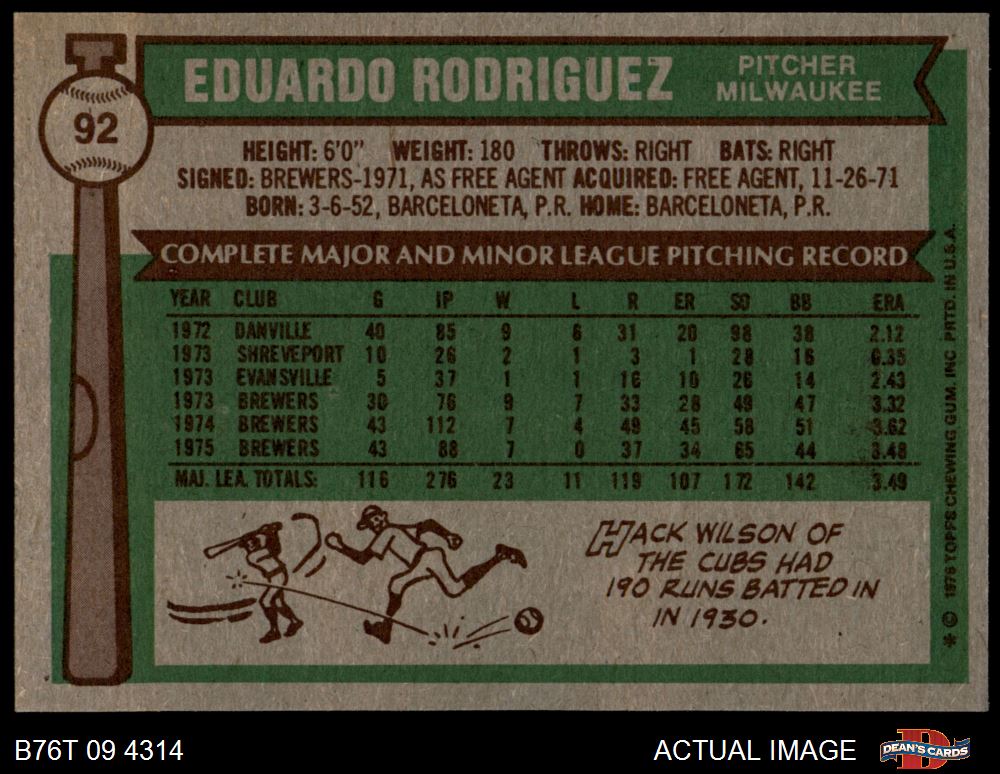 92
EDUARDO RODRIGUEZ
PITCHER
MILWAUKEE
HEIGHT: 6'0" WEIGHT: 180 THROWS: RIGHT BATS: RIGHT
SIGNED: BREWERS-1971, AS FREE AGENT ACQUIRED: FREE AGENT, 11-26-71
BORN: 3-6-52, BARCELONETA, P.R. HOME: BARCELONETA, P.R.
COMPLETE MAJOR AND MINOR LEAGUE PITCHING RECORD
YEAR CLUB G IP W L R ER SO BB ERA
1972 DANVILLE 40 85 9 6 31 20 98 38 2.12
1973 SHREVEPORT 10 26 2 1 3 1 28 16 0.35
1973 EVANSVILLE 5 37 1 1 16 10 26 14 2.43
1973 BREWERS 30 76 9 7 33 28 49 47 3.32
1974 BREWERS 43 112 7 4 49 45 58 51 3.62
1975 BREWERS 43 88 7 0 37 34 65 44 3.48
MAJ. LEA. TOTALS: 116 276 23 11 119 107 172 142 3.49
HACK WILSON OF
THE CUBS HAD
190 RUNS BATTED IN
IN 1930.
* © 1976 TOPPS CHEWING GUM, INC PRTD. IN U.S.A.
B76T 09 4314
ACTUAL IMAGE
DEAN'S CARDS